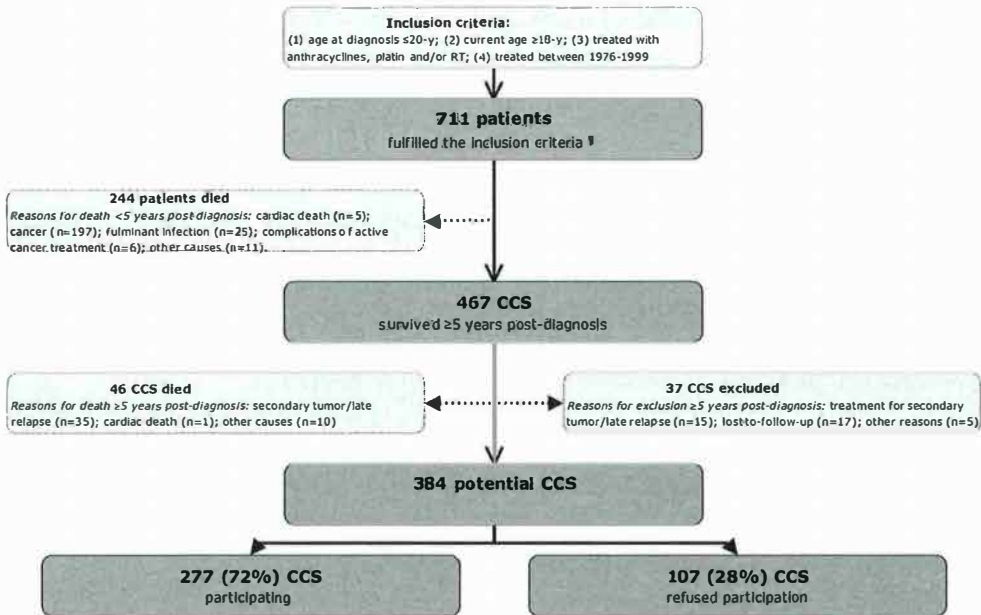 Inclusion criteria:
(1) age at diagnosis ≤20-y; (2) current age ≥18-y; (3) treated with
anthracyclines, platin and/or RT; (4) treated between 1976-1999
711 patients
fulfilled the inclusion criteria
244 patients died
Reasons for death <5 years post-diagnosis: cardiac death (n=5);
cancer (n=197); fulminant infection (n=25); complications of active
cancer treatment (n=6); other causes (n=11).
467 CCS
survived ≥5 years post-diagnosis
46 CCS died
Reasons for death ≥5 years post-diagnosis: secondary tumor/late
relapse (n=35); cardiac death (n=1); other causes (n=10)
37 CCS excluded
Reasons for exclusion ≥5 years post-diagnosis: treatment for secondary
tumor/late relapse (n=15); lost-to-follow-up (n=17); other reasons (n=5)
384 potential CCS
277 (72%) CCS
participating
107 (28%) CCS
refused participation